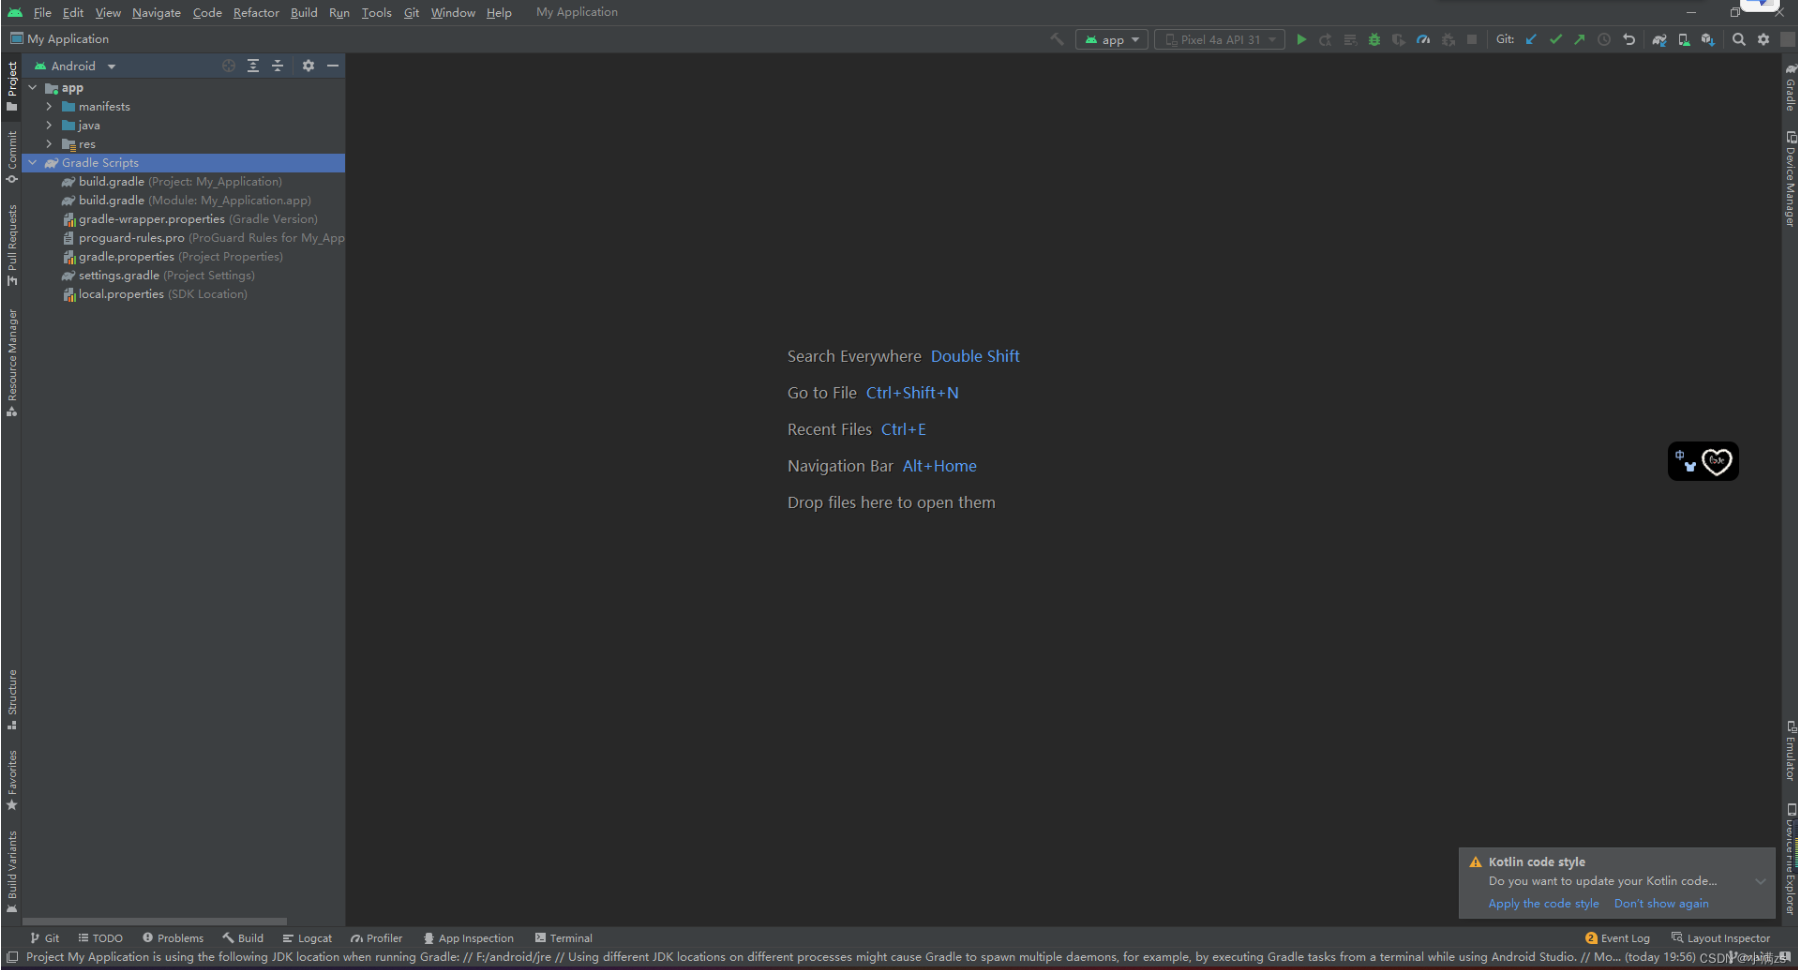 File Edit View Navigate Code Refactor Build Run Tools Git Window Help My Application
My Application
app
Pixel 4a API 31
Git:
Android
app
manifests
java
res
Gradle Scripts
build.gradle (Project: My_Application)
build.gradle (Module: My_Application.app)
gradle-wrapper.properties (Gradle Version)
proguard-rules.pro (ProGuard Rules for My_App
gradle.properties (Project Properties)
settings.gradle (Project Settings)
local.properties (SDK Location)
Project
Commit
Pull Requests
Resource Manager
Structure
Favorites
Build Variants
Search Everywhere Double Shift
Go to File Ctrl+Shift+N
Recent Files Ctrl+E
Navigation Bar Alt+Home
Drop files here to open them
中
Gradle
Device Manager
Emulator
Device File Explorer
Kotlin code style
Do you want to update your Kotlin code...
Apply the code style Don't show again
Git TODO Problems Build Logcat Profiler App Inspection Terminal
2 Event Log Layout Inspector
Project My Application is using the following JDK location when running Gradle: // F:/android/jre // Using different JDK locations on different processes might cause Gradle to spawn multiple daemons, for example, by executing Gradle tasks from a terminal while using Android Studio. // Mo... (today 19:56)